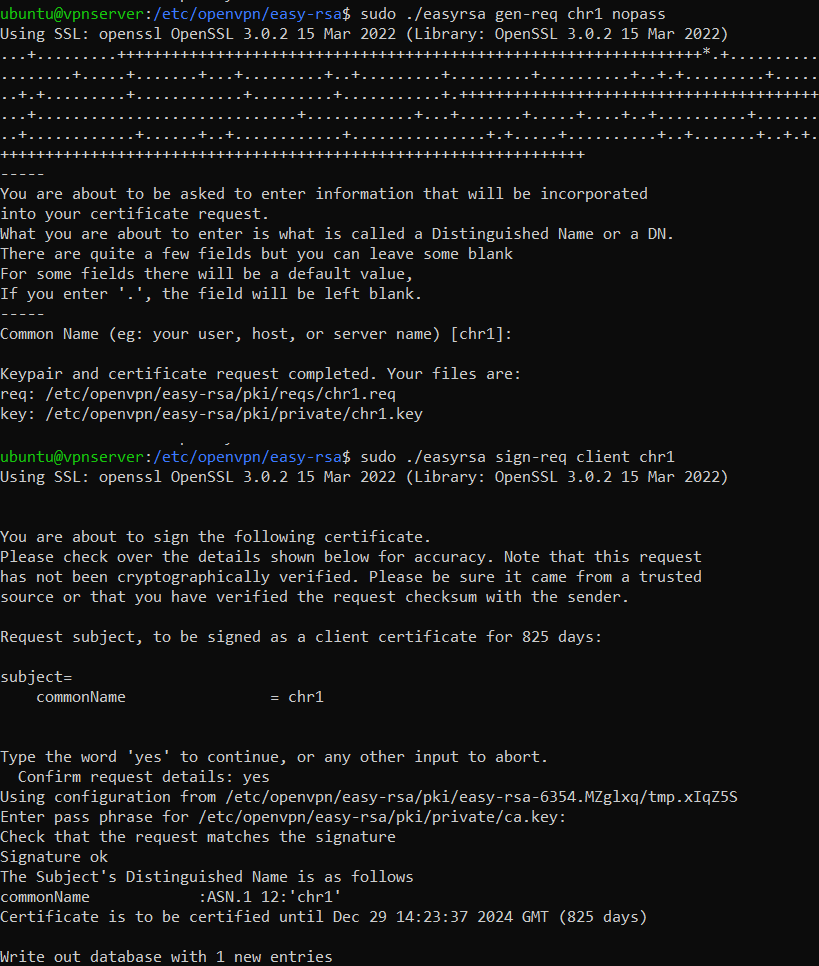 ubuntu@vpnserver:/etc/openvpn/easy-rsa$ sudo ./easyrsa gen-req chr1 nopass
Using SSL: openssl OpenSSL 3.0.2 15 Mar 2022 (Library: OpenSSL 3.0.2 15 Mar 2022)
...+.........+++++++++++++++++++++++++++++++++++++++++++++++++++++++++++++++++*.+..........
........+.....+.......+...+.........+..+.........+.........+..........+..+.+.........+.....
..+.+.........+............+.........+...........+.++++++++++++++++++++++++++++++++++++++++
...+.............................+............+...+.......+.....+....+..+..........+.......
..+............+......+..+.............+...............+.+.....+..........+..+.......+..+.+.
+++++++++++++++++++++++++++++++++++++++++++++++++++++++++++++++++
-----
You are about to be asked to enter information that will be incorporated
into your certificate request.
What you are about to enter is what is called a Distinguished Name or a DN.
There are quite a few fields but you can leave some blank
For some fields there will be a default value,
If you enter '.', the field will be left blank.
-----
Common Name (eg: your user, host, or server name) [chr1]:
Keypair and certificate request completed. Your files are:
req: /etc/openvpn/easy-rsa/pki/reqs/chr1.req
key: /etc/openvpn/easy-rsa/pki/private/chr1.key
ubuntu@vpnserver:/etc/openvpn/easy-rsa$ sudo ./easyrsa sign-req client chr1
Using SSL: openssl OpenSSL 3.0.2 15 Mar 2022 (Library: OpenSSL 3.0.2 15 Mar 2022)
You are about to sign the following certificate.
Please check over the details shown below for accuracy. Note that this request
has not been cryptographically verified. Please be sure it came from a trusted
source or that you have verified the request checksum with the sender.
Request subject, to be signed as a client certificate for 825 days:
subject=
    commonName                = chr1
Type the word 'yes' to continue, or any other input to abort.
  Confirm request details: yes
Using configuration from /etc/openvpn/easy-rsa/pki/easy-rsa-6354.MZglxq/tmp.xIqZ5S
Enter pass phrase for /etc/openvpn/easy-rsa/pki/private/ca.key:
Check that the request matches the signature
Signature ok
The Subject's Distinguished Name is as follows
commonName            :ASN.1 12:'chr1'
Certificate is to be certified until Dec 29 14:23:37 2024 GMT (825 days)
Write out database with 1 new entries